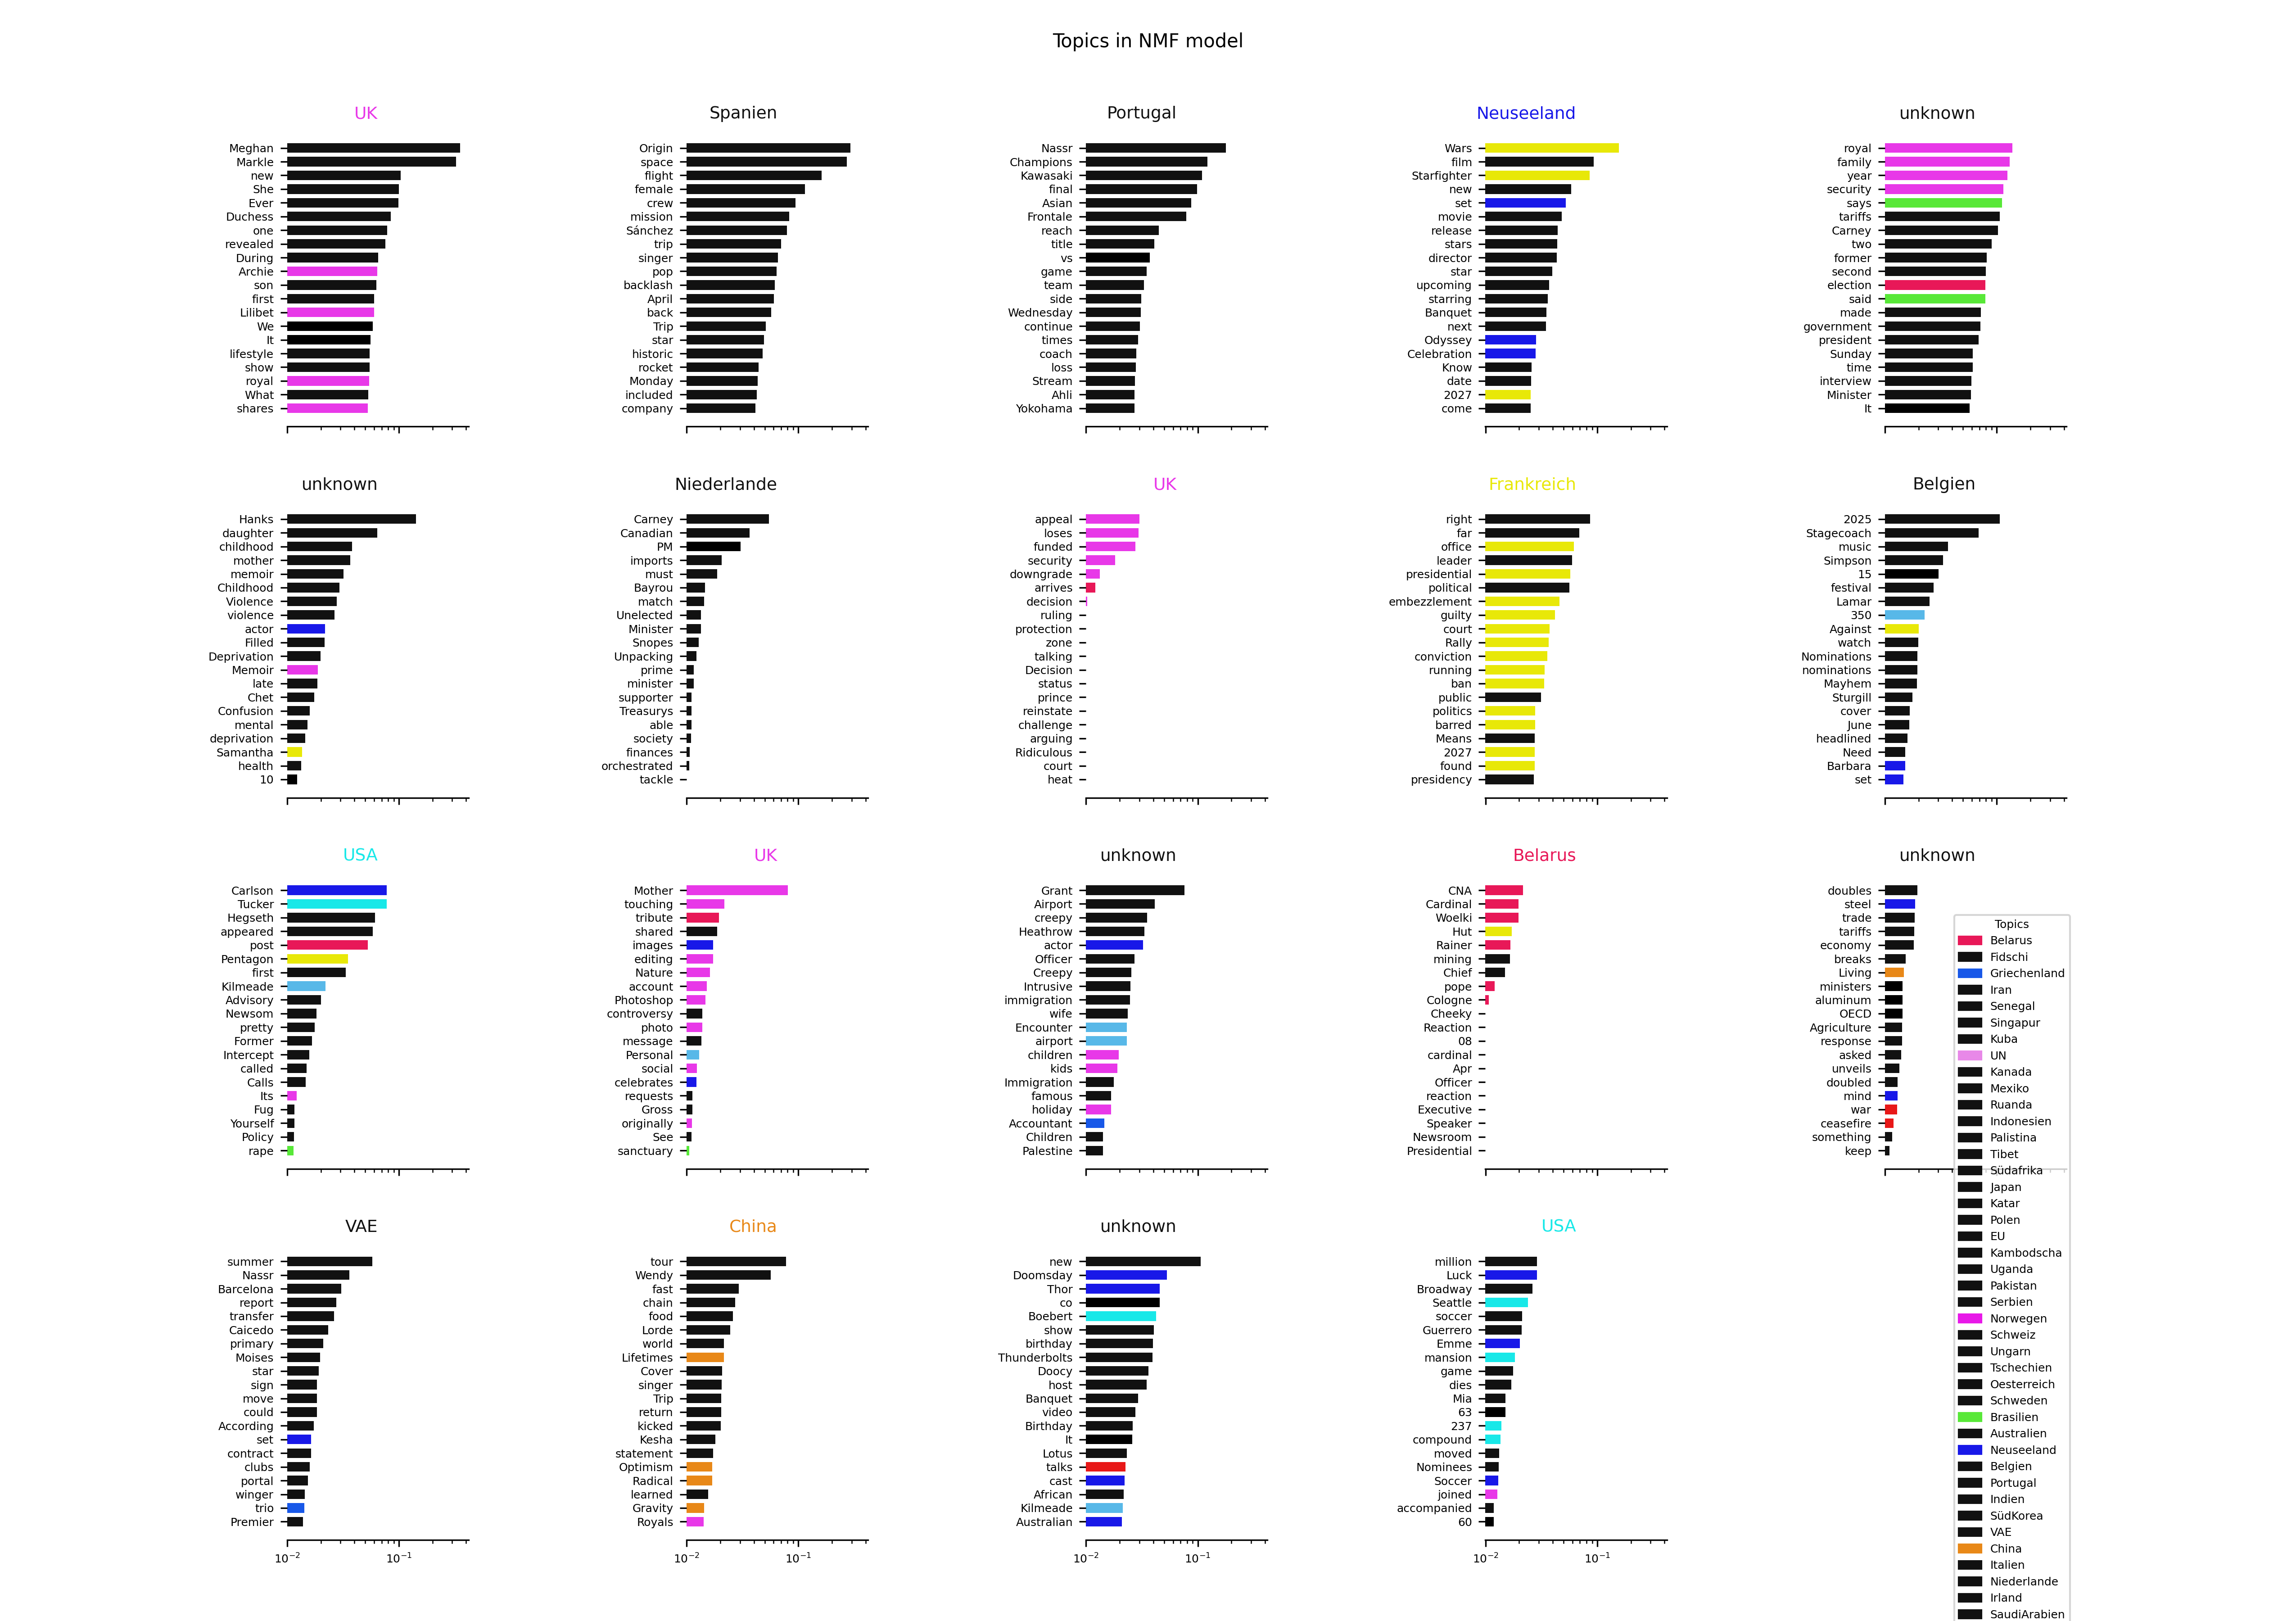 Topics in NMF model
UK
Meghan
Markle
new
She
Ever
Duchess
one
revealed
During
Archie
son
first
Lilibet
We
It
lifestyle
show
royal
What
shares
Spanien
Origin
space
flight
female
crew
mission
Sánchez
trip
singer
pop
backlash
April
back
Trip
star
historic
rocket
Monday
included
company
Portugal
Nassr
Champions
Kawasaki
final
Asian
Frontale
reach
title
vs
game
team
side
Wednesday
continue
times
coach
loss
Stream
Ahli
Yokohama
Neuseeland
Wars
film
Starfighter
new
set
movie
release
stars
director
star
upcoming
starring
Banquet
next
Odyssey
Celebration
Know
date
2027
come
unknown
royal
family
year
security
says
tariffs
Carney
two
former
second
election
said
made
government
president
Sunday
time
interview
Minister
It
unknown
Hanks
daughter
childhood
mother
memoir
Childhood
Violence
violence
actor
Filled
Deprivation
Memoir
late
Chet
Confusion
mental
deprivation
Samantha
health
10
Niederlande
Carney
Canadian
PM
imports
must
Bayrou
match
Unelected
Minister
Snopes
Unpacking
prime
minister
supporter
Treasurys
able
society
finances
orchestrated
tackle
UK
appeal
loses
funded
security
downgrade
arrives
decision
ruling
protection
zone
talking
Decision
status
prince
reinstate
challenge
arguing
Ridiculous
court
heat
Frankreich
right
far
office
leader
presidential
political
embezzlement
guilty
court
Rally
conviction
running
ban
public
politics
barred
Means
2027
found
presidency
Belgien
2025
Stagecoach
music
Simpson
15
festival
Lamar
350
Against
watch
Nominations
nominations
Mayhem
Sturgill
cover
June
headlined
Need
Barbara
set
USA
Carlson
Tucker
Hegseth
appeared
post
Pentagon
first
Kilmeade
Advisory
Newsom
pretty
Former
Intercept
called
Calls
Its
Fug
Yourself
Policy
rape
UK
Mother
touching
tribute
shared
images
editing
Nature
account
Photoshop
controversy
photo
message
Personal
social
celebrates
requests
Gross
originally
See
sanctuary
unknown
Grant
Airport
creepy
Heathrow
actor
Officer
Creepy
Intrusive
immigration
wife
Encounter
airport
children
kids
Immigration
famous
holiday
Accountant
Children
Palestine
Belarus
CNA
Cardinal
Woelki
Hut
Rainer
mining
Chief
pope
Cologne
Cheeky
Reaction
08
cardinal
Apr
Officer
reaction
Executive
Speaker
Newsroom
Presidential
unknown
doubles
steel
trade
tariffs
economy
breaks
Living
ministers
aluminum
OECD
Agriculture
response
asked
unveils
doubled
mind
war
ceasefire
something
keep
VAE
summer
Nassr
Barcelona
report
transfer
Caicedo
primary
Moises
star
sign
move
could
According
set
contract
clubs
portal
winger
trio
Premier
10⁻² 10⁻¹
China
tour
Wendy
fast
chain
food
Lorde
world
Lifetimes
Cover
singer
Trip
return
kicked
Kesha
statement
Optimism
Radical
learned
Gravity
Royals
10⁻² 10⁻¹
unknown
new
Doomsday
Thor
co
Boebert
show
birthday
Thunderbolts
Doocy
host
Banquet
video
Birthday
It
Lotus
talks
cast
African
Kilmeade
Australian
10⁻² 10⁻¹
USA
million
Luck
Broadway
Seattle
soccer
Guerrero
Emme
mansion
game
dies
Mia
63
237
compound
moved
Nominees
Soccer
joined
accompanied
60
10⁻² 10⁻¹
Topics
Belarus
Fidschi
Griechenland
Iran
Senegal
Singapur
Kuba
UN
Kanada
Mexiko
Ruanda
Indonesien
Palistina
Tibet
Südafrika
Japan
Katar
Polen
EU
Kambodscha
Uganda
Pakistan
Serbien
Norwegen
Schweiz
Ungarn
Tschechien
Oesterreich
Schweden
Brasilien
Australien
Neuseeland
Belgien
Portugal
Indien
SüdKorea
VAE
China
Italien
Niederlande
Irland
SaudiArabien